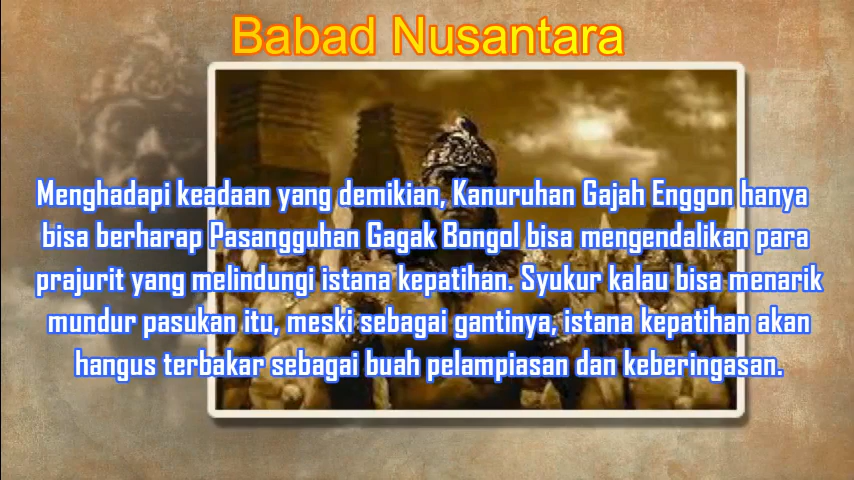 Babad Nusantara
Menghadapi keadaan yang demikian, Kanuruhan Gajah Enggon hanya
bisa berharap Pasangguhan Gagak Bongol bisa mengendalikan para
prajurit yang melindungi istana kepatihan. Syukur kalau bisa menarik
mundur pasukan itu, meski sebagai gantinya, istana kepatihan akan
hangus terbakar sebagai buah pelampiasan dan keberingasan.